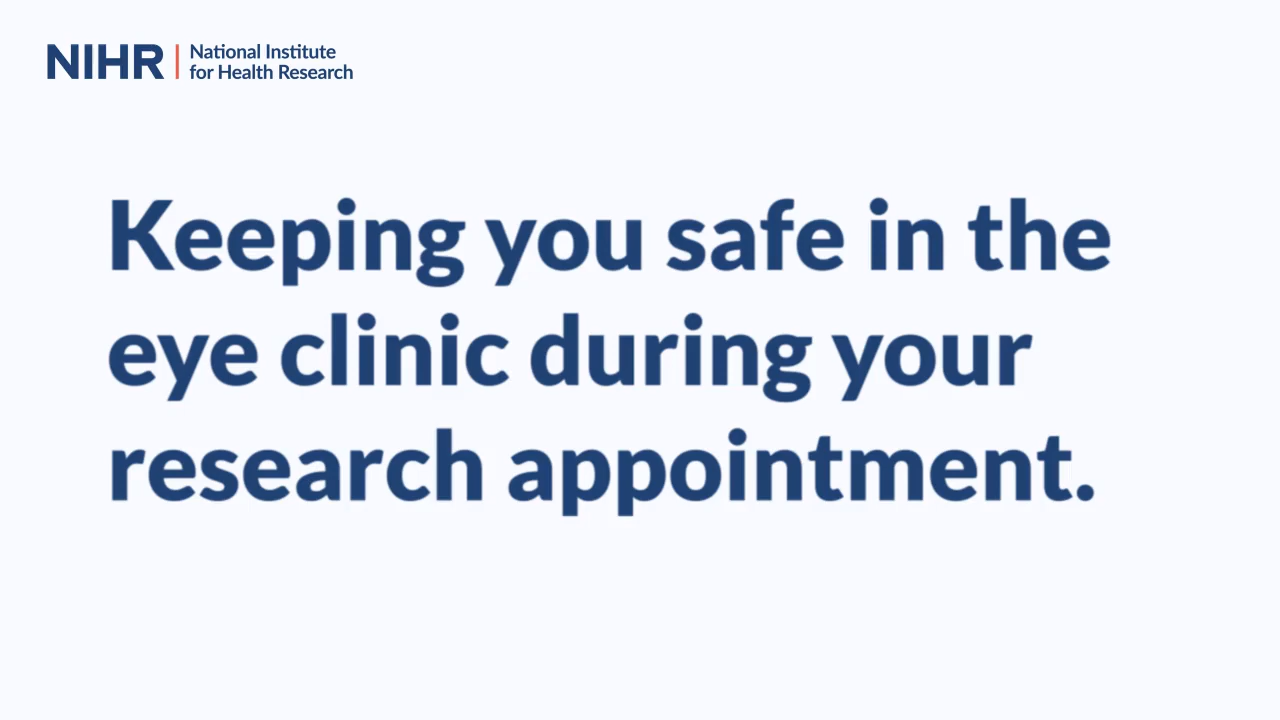 NIHR | National Institute
for Health Research
Keeping you safe in the
eye clinic during your
research appointment.